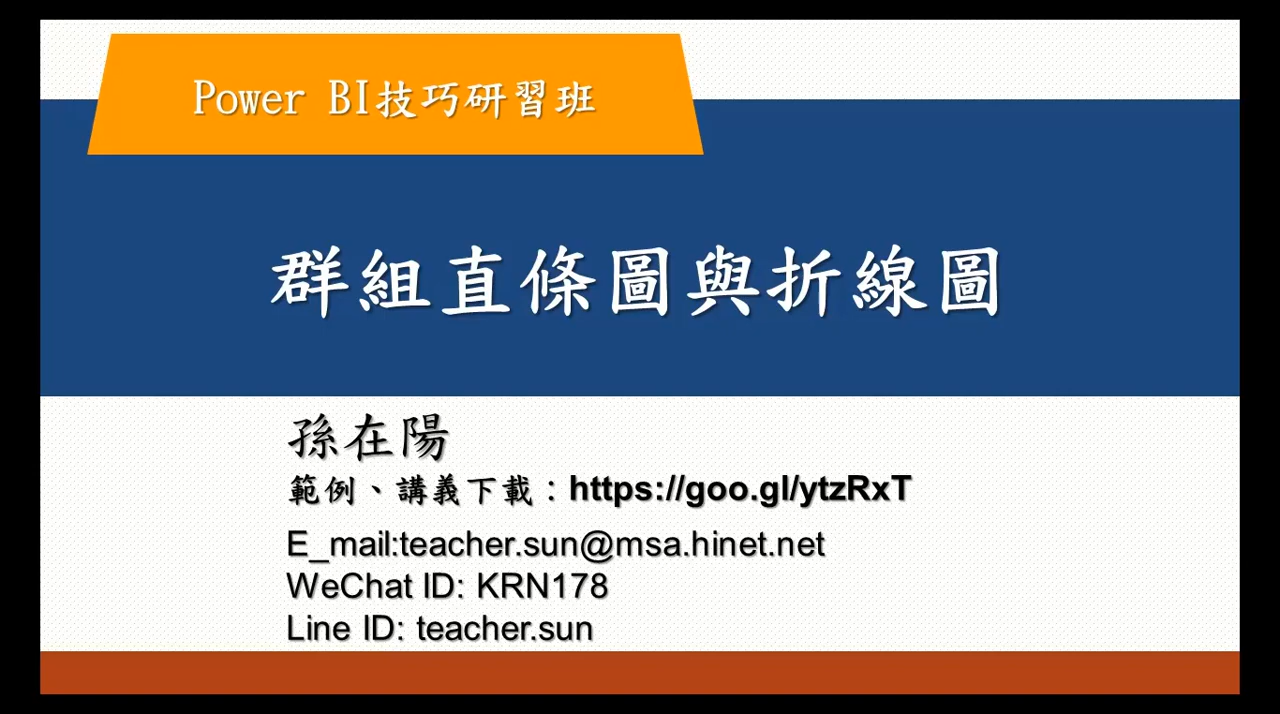 Power BI技巧研習班
群組直條圖與折線圖
孫在陽
範例、講義下載：https://goo.gl/ytzRxT
E_mail:teacher.sun@msa.hinet.net
WeChat ID: KRN178
Line ID: teacher.sun